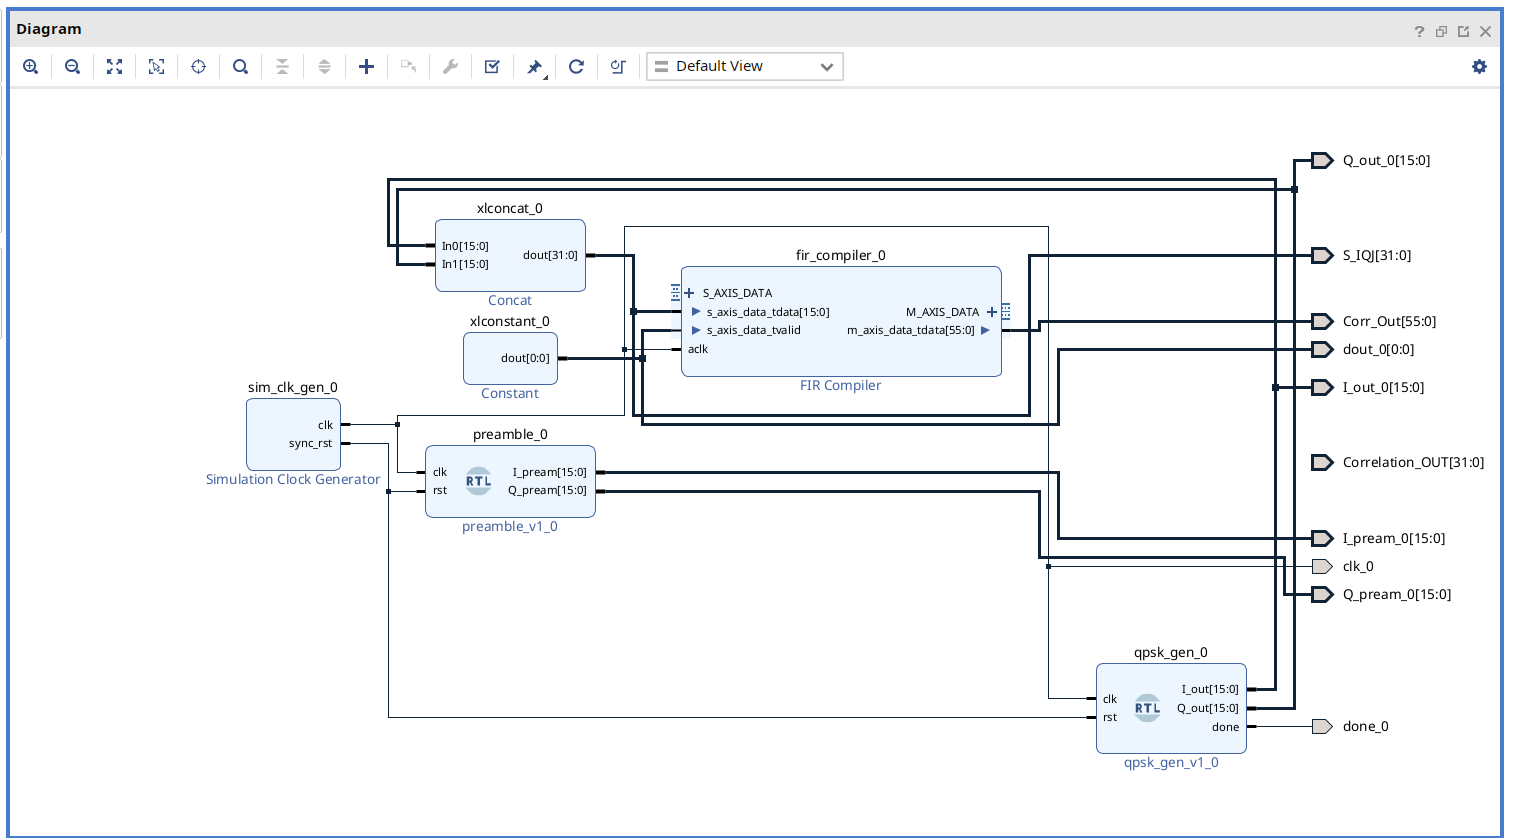 Diagram
Default View
Q_out_0[15:0]
xlconcat_0
In0[15:0]
In1[15:0]
dout[31:0]
Concat
fir_compiler_0
S_AXIS_DATA
s_axis_data_tdata[15:0]
s_axis_data_tvalid
aclk
M_AXIS_DATA
m_axis_data_tdata[55:0]
FIR Compiler
S_IQJ[31:0]
xlconstant_0
dout[0:0]
Constant
Corr_Out[55:0]
dout_0[0:0]
I_out_0[15:0]
sim_clk_gen_0
clk
sync_rst
Simulation Clock Generator
preamble_0
clk
rst
RTL
I_pream[15:0]
Q_pream[15:0]
preamble_v1_0
Correlation_OUT[31:0]
I_pream_0[15:0]
clk_0
Q_pream_0[15:0]
qpsk_gen_0
clk
rst
RTL
I_out[15:0]
Q_out[15:0]
done
qpsk_gen_v1_0
done_0